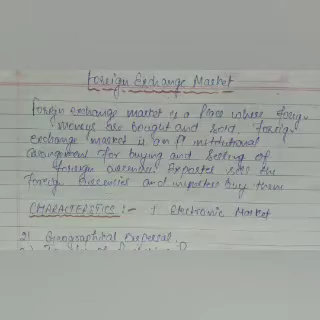 Foreign Exchange Market
Foreign exchange market is a place where foreign
moneys are bought and sold. Foreign
exchange market is an institutional
arrangement for buying and selling of
foreign currencies Exporter sells the
foreign currencies and importers buy them
CHARACTERISTICS :- 1 Electronic Market
2) Geographical Dispersal.